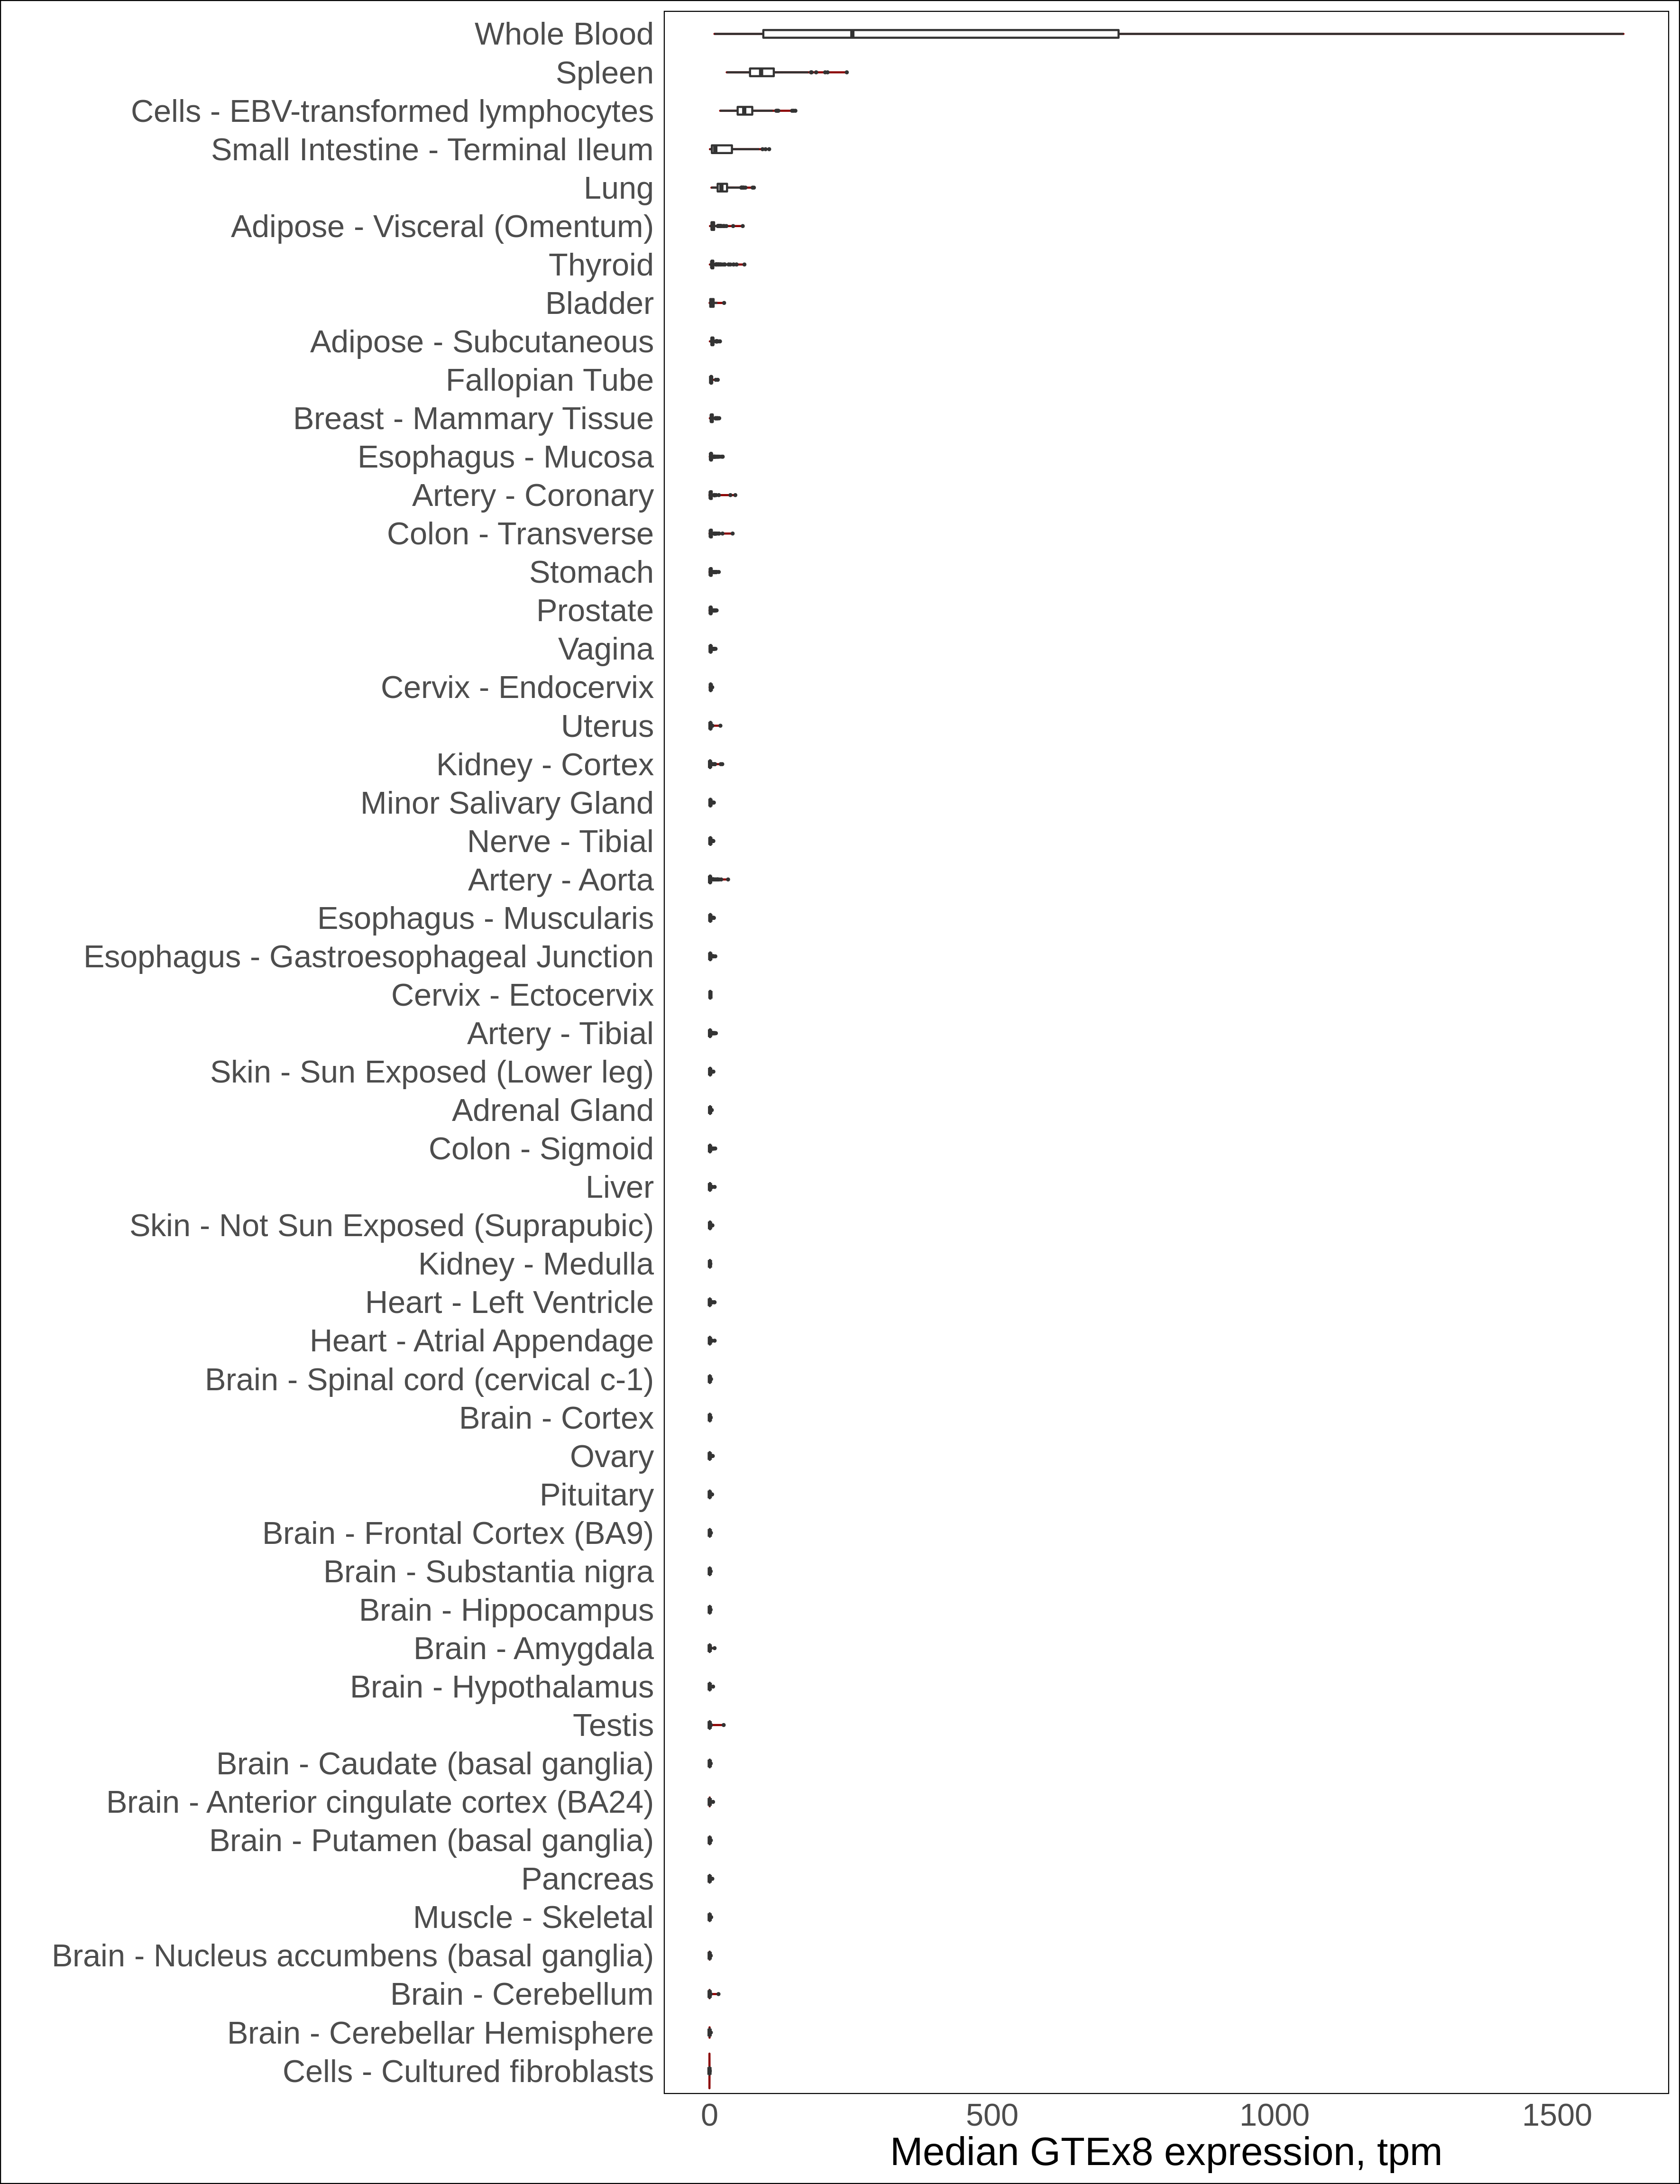 Whole Blood
Spleen
Cells - EBV-transformed lymphocytes
Small Intestine - Terminal Ileum
Lung
Adipose - Visceral (Omentum)
Thyroid
Bladder
Adipose - Subcutaneous
Fallopian Tube
Breast - Mammary Tissue
Esophagus - Mucosa
Artery - Coronary
Colon - Transverse
Stomach
Prostate
Vagina
Cervix - Endocervix
Uterus
Kidney - Cortex
Minor Salivary Gland
Nerve - Tibial
Artery - Aorta
Esophagus - Muscularis
Esophagus - Gastroesophageal Junction
Cervix - Ectocervix
Artery - Tibial
Skin - Sun Exposed (Lower leg)
Adrenal Gland
Colon - Sigmoid
Liver
Skin - Not Sun Exposed (Suprapubic)
Kidney - Medulla
Heart - Left Ventricle
Heart - Atrial Appendage
Brain - Spinal cord (cervical c-1)
Brain - Cortex
Ovary
Pituitary
Brain - Frontal Cortex (BA9)
Brain - Substantia nigra
Brain - Hippocampus
Brain - Amygdala
Brain - Hypothalamus
Testis
Brain - Caudate (basal ganglia)
Brain - Anterior cingulate cortex (BA24)
Brain - Putamen (basal ganglia)
Pancreas
Muscle - Skeletal
Brain - Nucleus accumbens (basal ganglia)
Brain - Cerebellum
Brain - Cerebellar Hemisphere
Cells - Cultured fibroblasts
0 500 1000 1500
Median GTEx8 expression, tpm